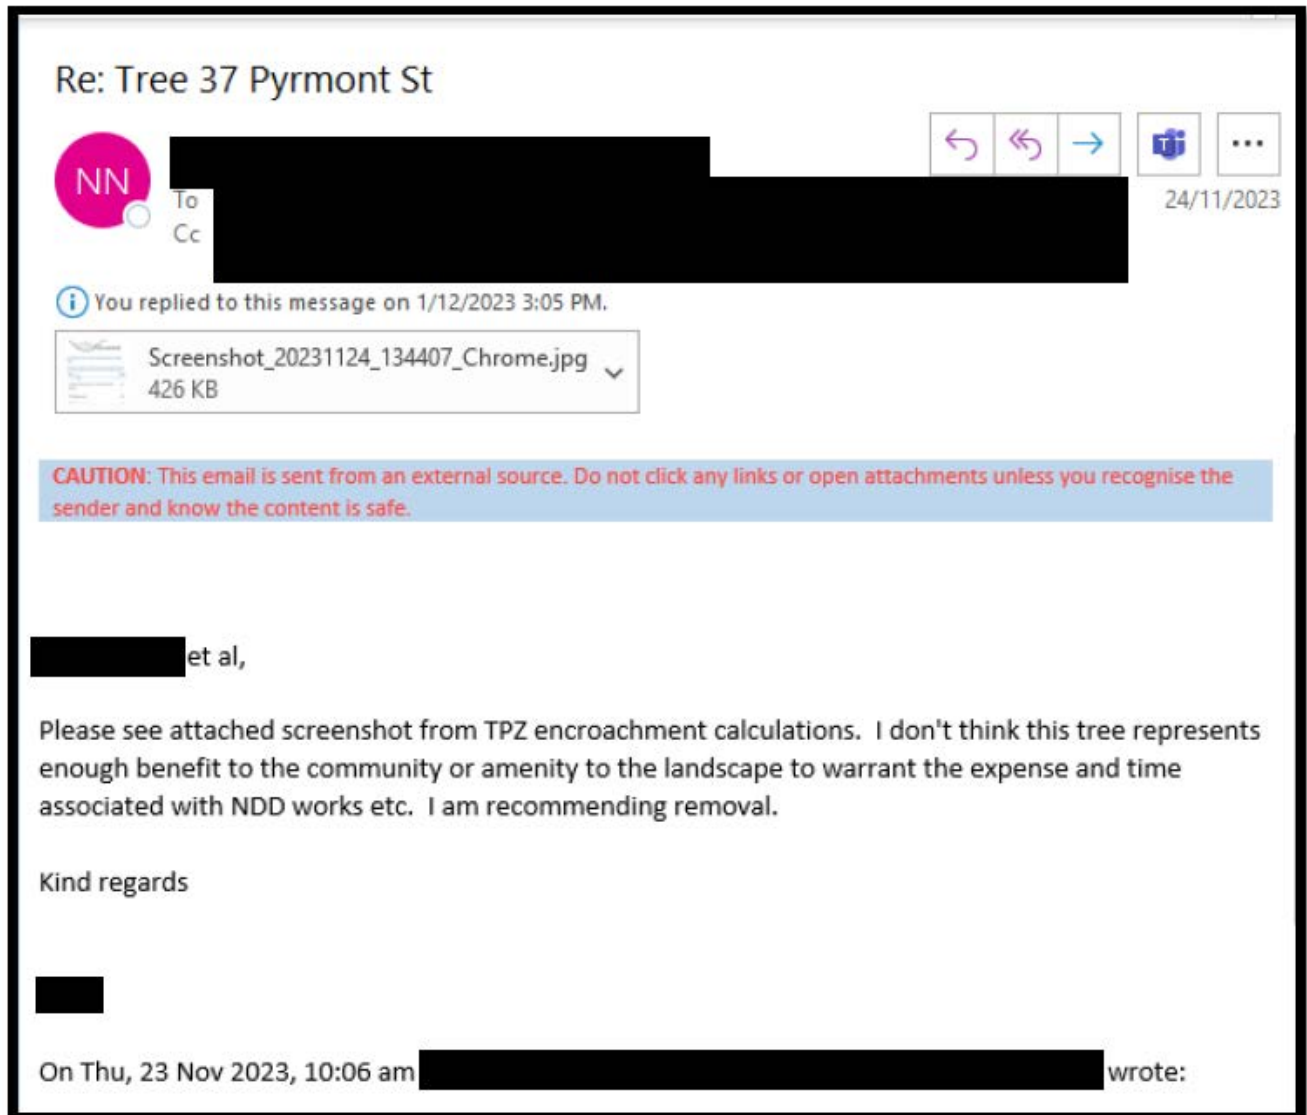 Re: Tree 37 Pyrmont St
NN
To
Cc
24/11/2023
You replied to this message on 1/12/2023 3:05 PM.
Screenshot_20231124_134407_Chrome.jpg
426 KB
CAUTION: This email is sent from an external source. Do not click any links or open attachments unless you recognise the
sender and know the content is safe.
et al,
Please see attached screenshot from TPZ encroachment calculations.  I don't think this tree represents
enough benefit to the community or amenity to the landscape to warrant the expense and time
associated with NDD works etc.  I am recommending removal.
Kind regards
On Thu, 23 Nov 2023, 10:06 am wrote: